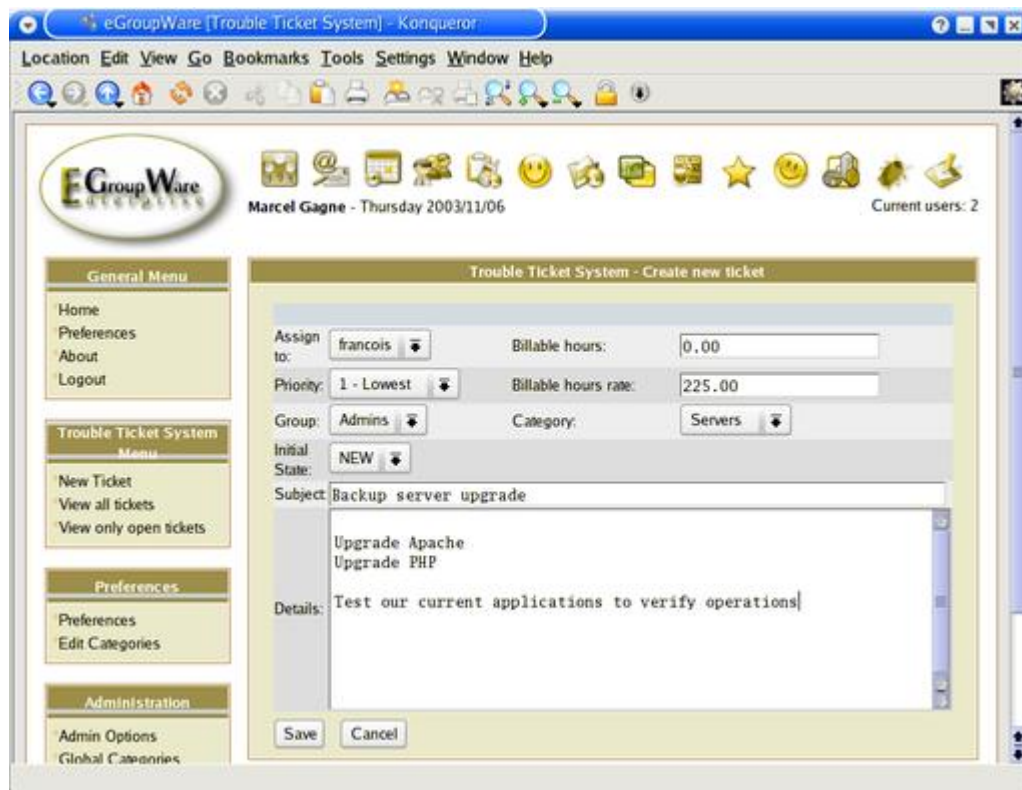 eGroupWare [Trouble Ticket System] - Konqueror
Location Edit View Go Bookmarks Tools Settings Window Help
EGroupWare
Enterprise
Marcel Gagne - Thursday 2003/11/06
Current users: 2
General Menu
Home
Preferences
About
Logout
Trouble Ticket System
Menu
New Ticket
View all tickets
View only open tickets
Preferences
Preferences
Edit Categories
Administration
Admin Options
Global Categories
Trouble Ticket System - Create new ticket
Assign to: francois Billable hours: 0.00
Priority: 1 - Lowest Billable hours rate: 225.00
Group: Admins Category: Servers
Initial State: NEW
Subject Backup server upgrade
Details:
Upgrade Apache
Upgrade PHP
Test our current applications to verify operations
Save Cancel